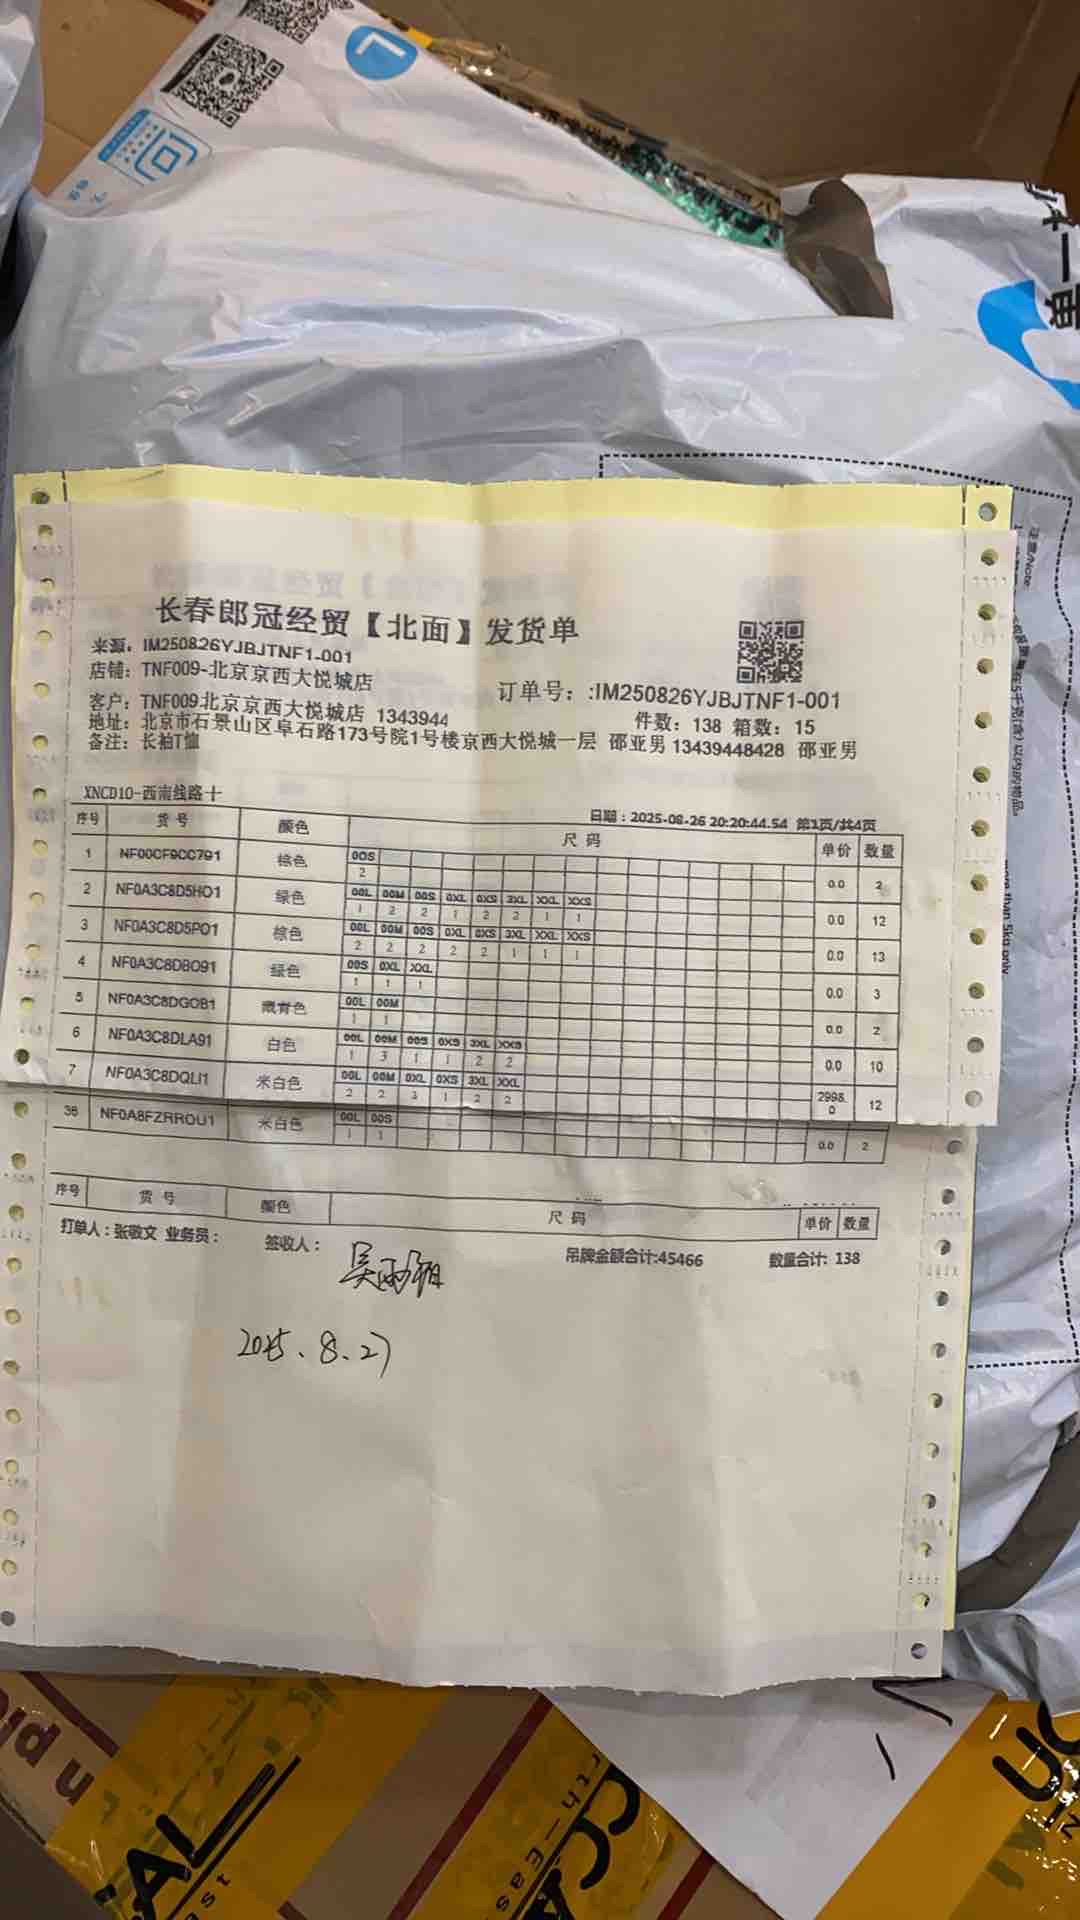 长春郎冠经贸【北面】发货单
来源: IM250826YJBJTNF1-001
店铺: TNF009-北京京西大悦城店
订单号: :IM250826YJBJTNF1-001
客户: TNF009北京京西大悦城店 1343944
件数: 138 箱数: 15
地址: 北京市石景山区阜石路173号院1号楼京西大悦城一层 邵亚男 13439448428 邵亚男
备注: 长袖T恤
XNCD10-西南线路十
日期:2025-08-26 20:20:44.54 第1页/共4页
序号 货号 颜色 尺码 单价 数量
1 NF00CF9CC791 棕色 00S 0.0 2
2
2 NF0A3C8D5HO1 绿色 00L 00M 00S 0XL 0XS 3XL XXL XXS 0.0 12
1 2 2 1 2 2 1 1
3 NF0A3C8D5PO1 棕色 00L 00M 00S 0XL 0XS 3XL XXL XXS 0.0 13
2 2 2 2 2 1 1 1
4 NF0A3C8DBO91 绿色 00S 0XL XXL 0.0 3
1 1 1
5 NF0A3C8DGOB1 藏青色 00L 00M 0.0 2
1 1
6 NF0A3C8DLA91 白色 00L 00M 00S 0XS 3XL XXS 0.0 10
1 3 1 1 2 2
7 NF0A3C8DQLI1 米白色 00L 00M 0XL 0XS 3XL XXL 2998.0 12
2 2 3 1 2 2
36 NF0A8FZRROU1 米白色 00L 00S 0.0 2
1 1
序号 货号 颜色 尺码 单价 数量
打单人:张敬文 业务员: 签收人: 吊牌金额合计:45466 数量合计: 138
2025.8.27
注意/Note:
more than 5kg only